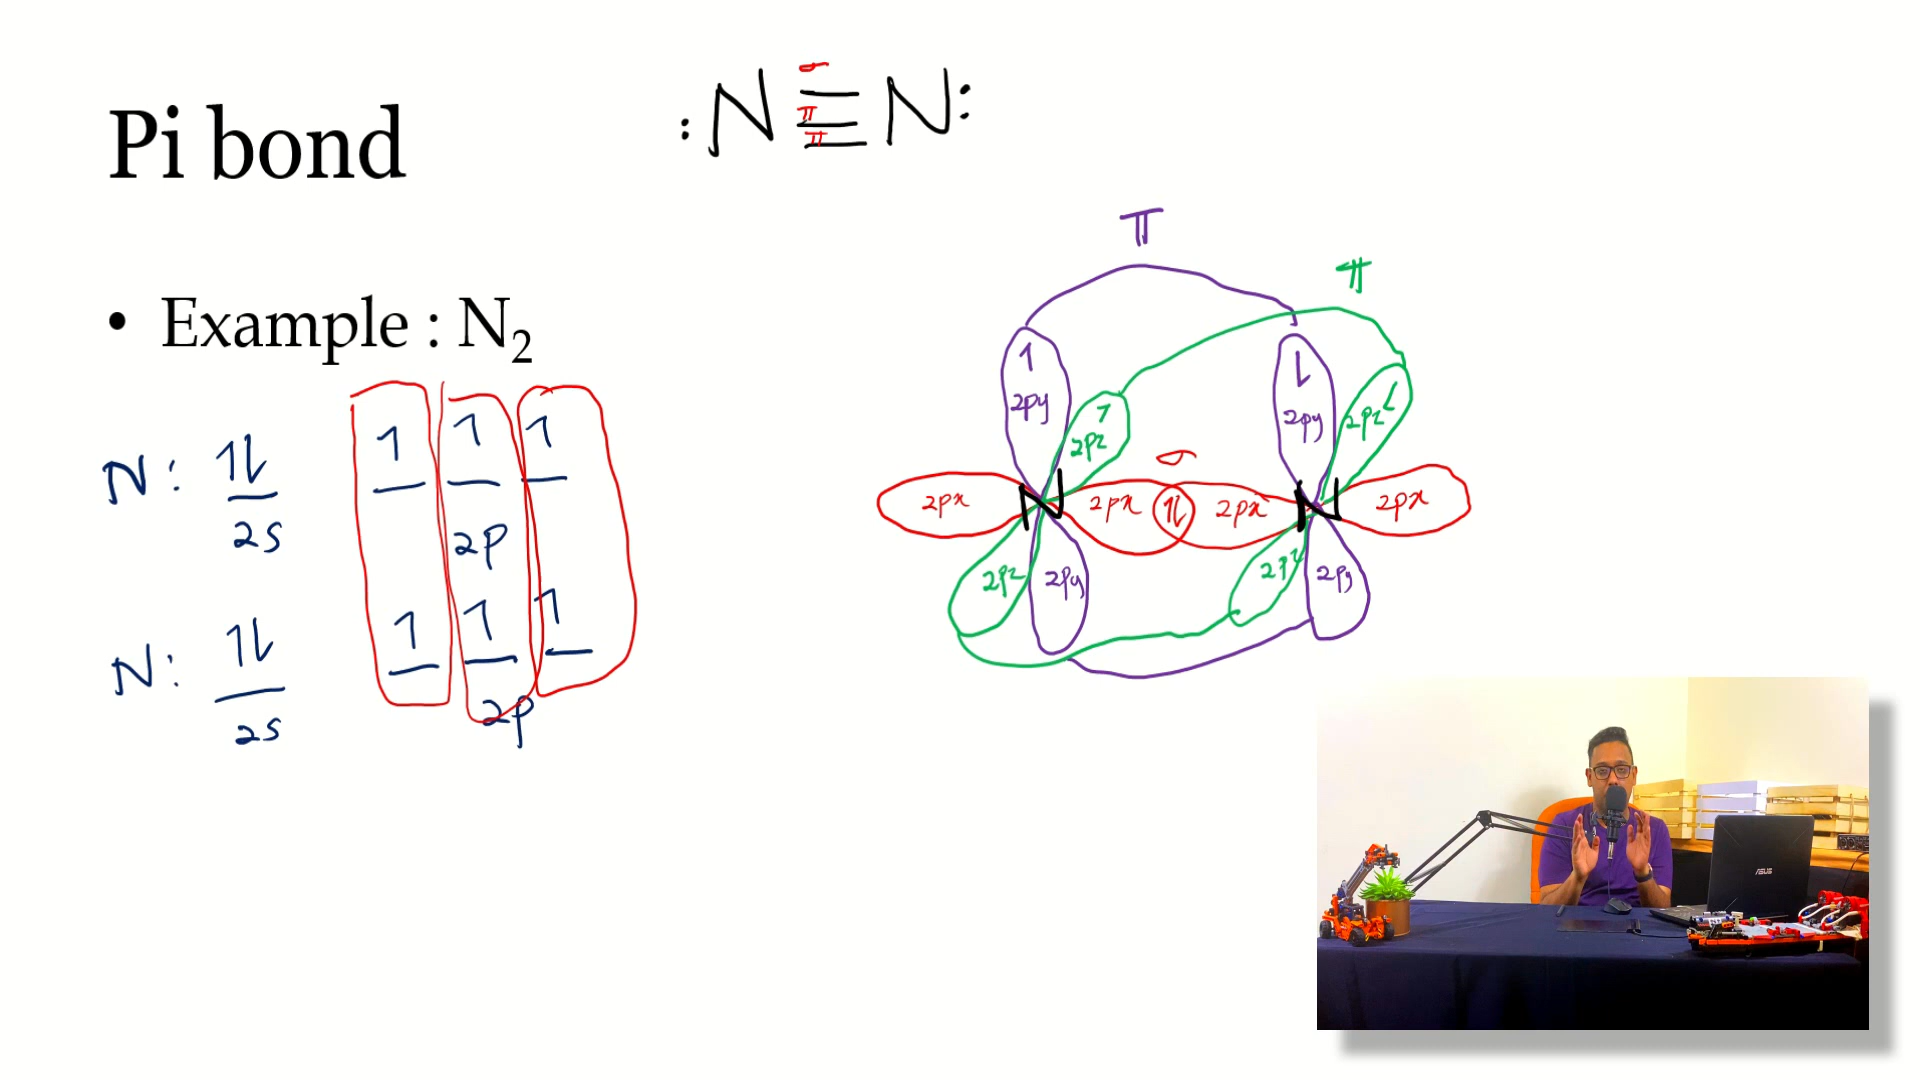 Pi bond
:N≡N:
σ
π
π
• Example : N₂
N: 1l 1 1 1
2s 2p
N: 1l 1 1 1
2s 2p
π
π
1 l
2py 2pz 2py 2pz
σ
2px N 2px 1l 2px N 2px
2pz 2py 2pz 2py
ASUS